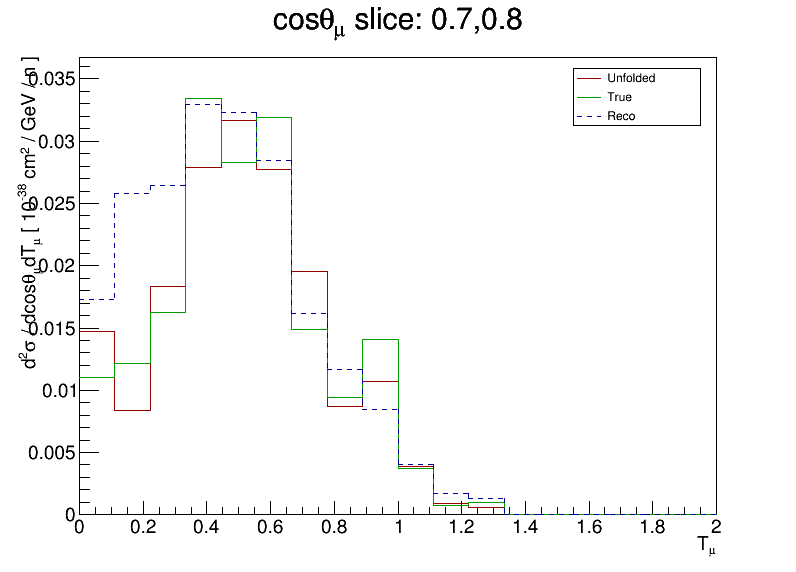 cosθμ slice: 0.7,0.8
d²σ / dcosθμdTμ [ 10⁻³⁸ cm² / GeV / n ]
0.035
0.03
0.025
0.02
0.015
0.01
0.005
0
Unfolded
True
Reco
0 0.2 0.4 0.6 0.8 1 1.2 1.4 1.6 1.8 2
Tμ